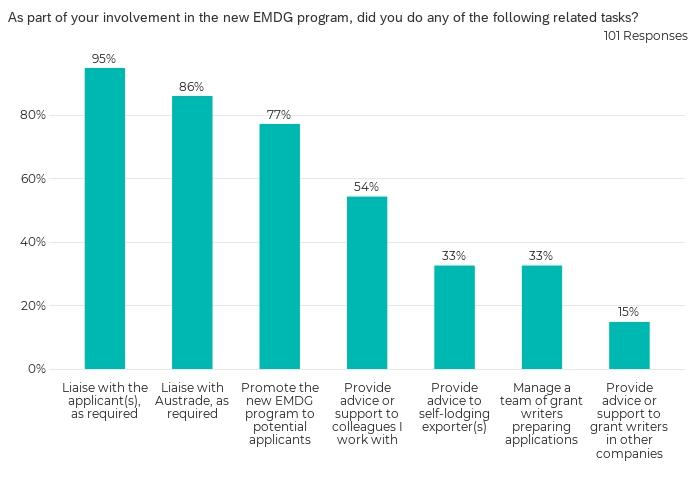 As part of your involvement in the new EMDG program, did you do any of the following related tasks?
101 Responses
95%
86%
77%
54%
33%
33%
15%
80%
60%
40%
20%
0%
Liaise with the
applicant(s),
as required
Liaise with
Austrade, as
required
Promote the
new EMDG
program to
potential
applicants
Provide
advice or
support to
colleagues I
work with
Provide
advice to
self-lodging
exporter(s)
Manage a
team of grant
writers
preparing
applications
Provide
advice or
support to
grant writers
in other
companies